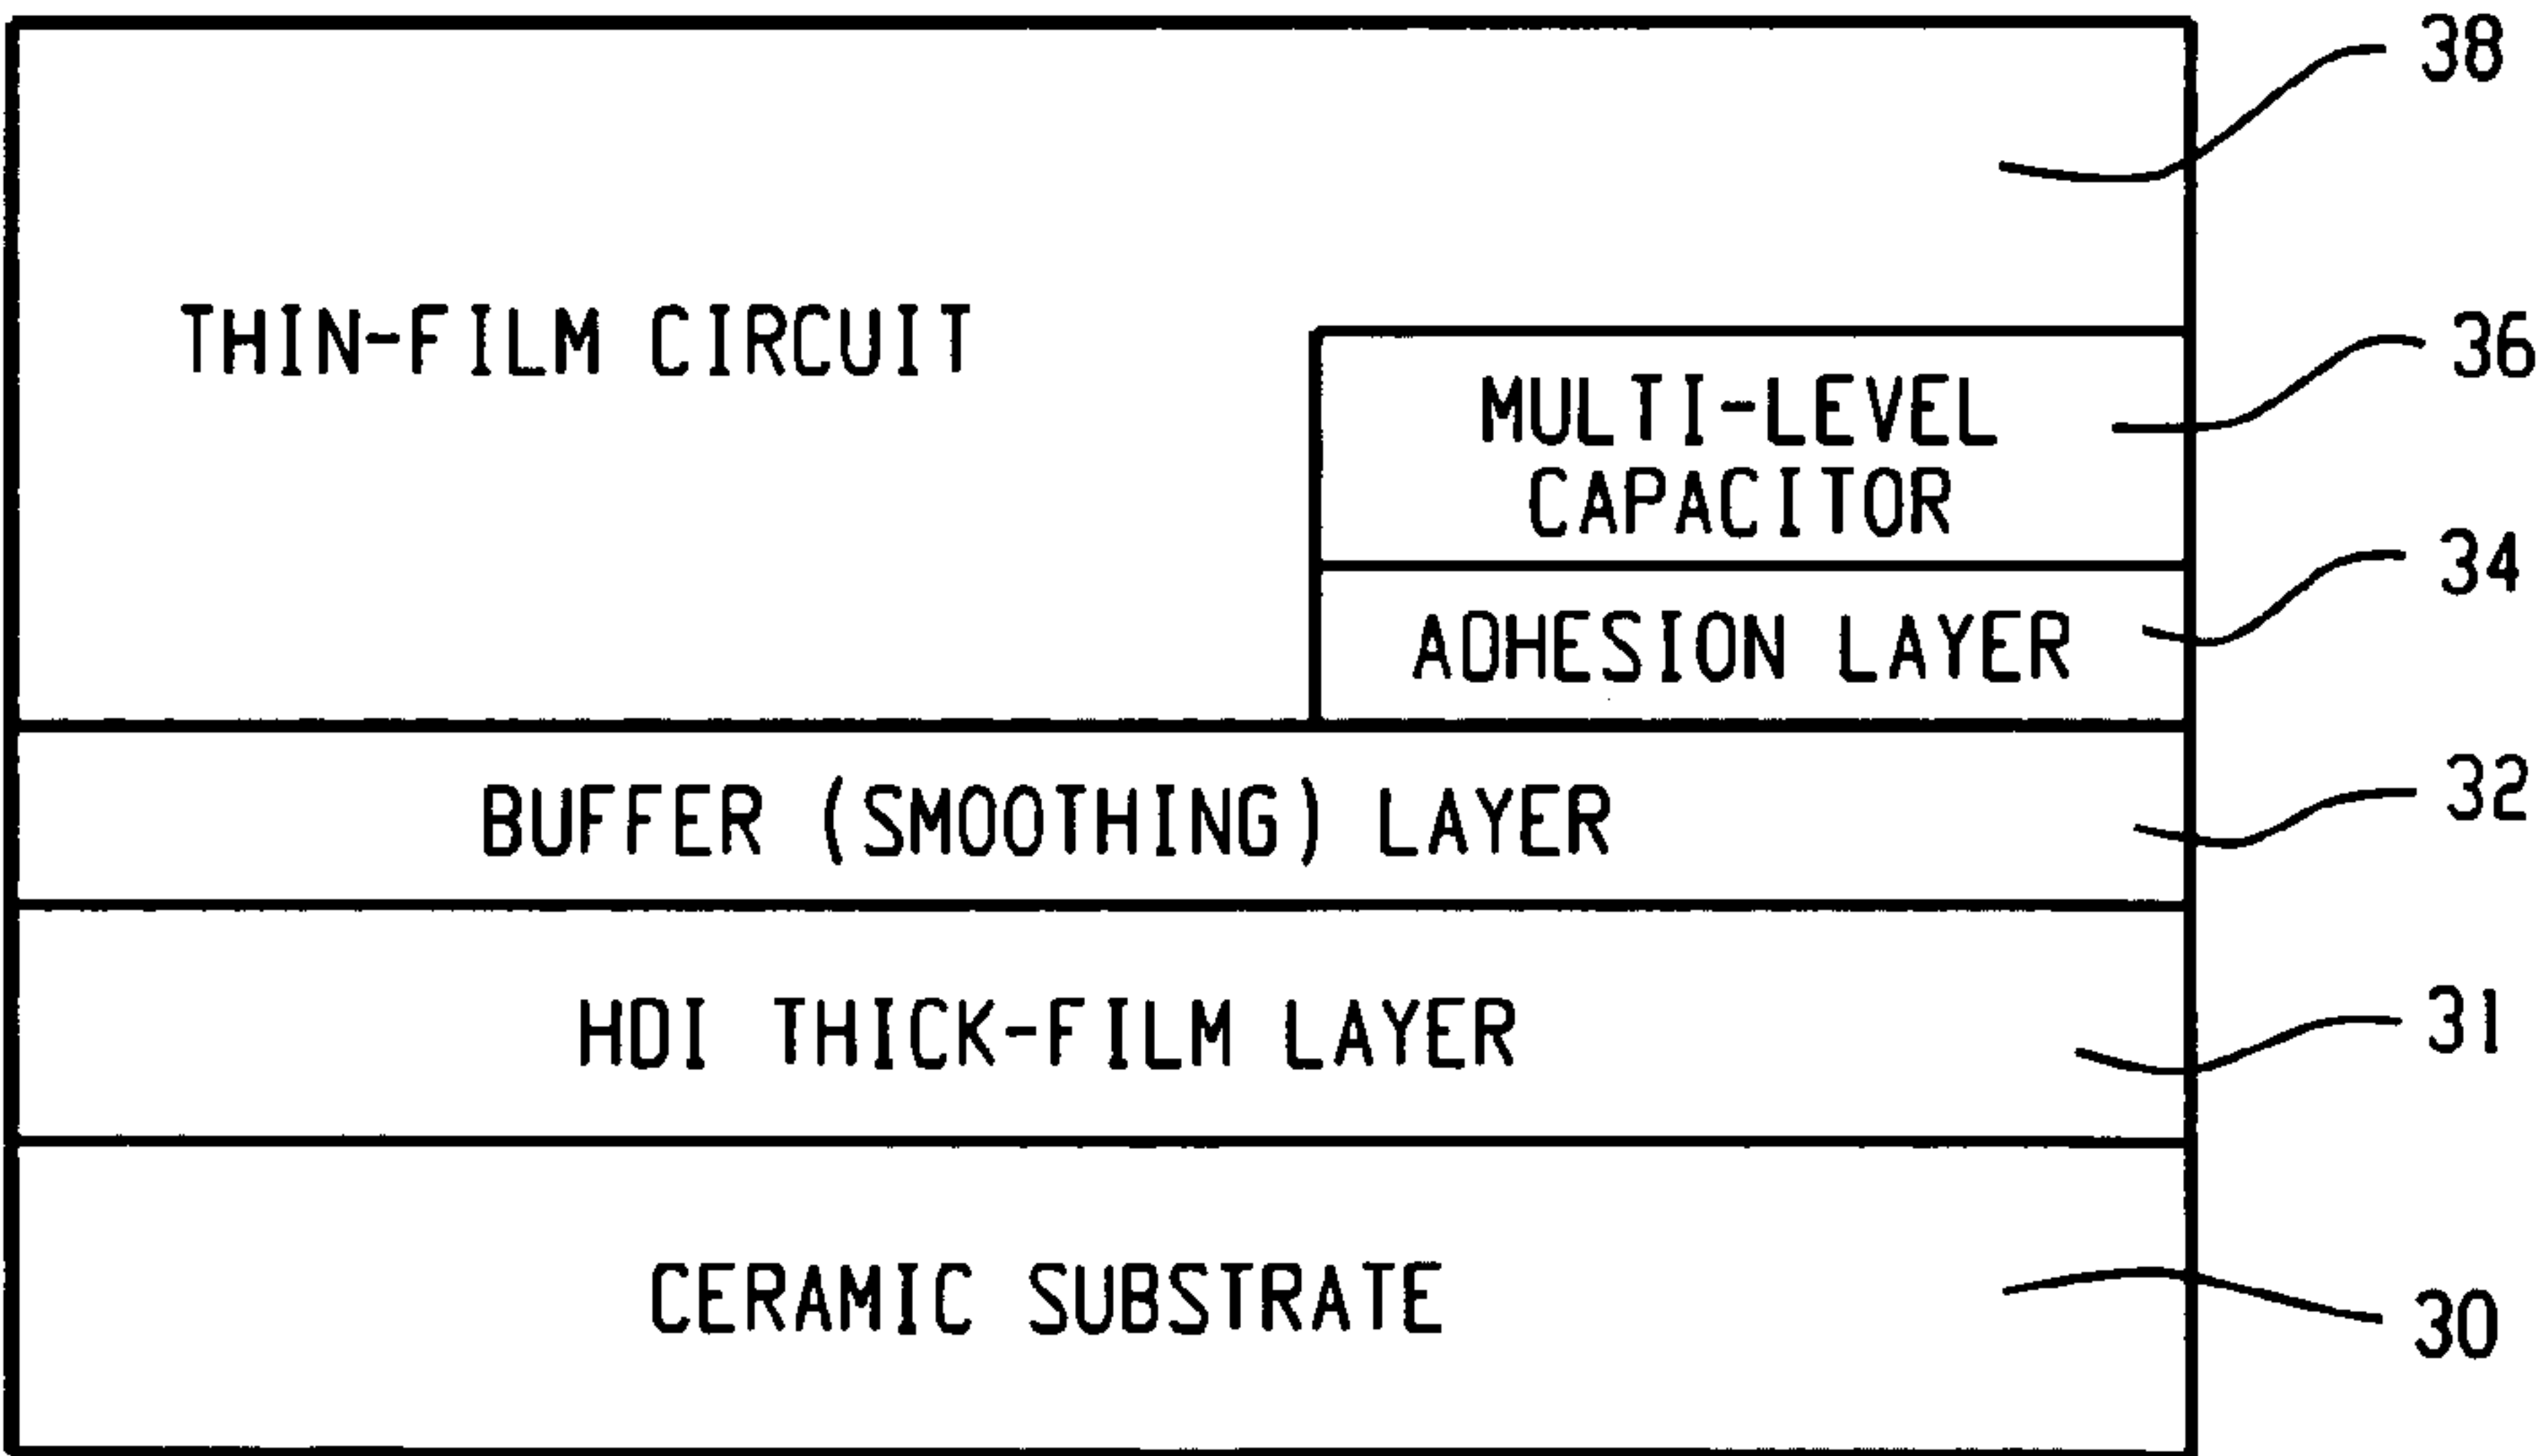 38
THIN-FILM CIRCUIT
36
MULTI-LEVEL
CAPACITOR
34
ADHESION LAYER
32
BUFFER (SMOOTHING) LAYER
31
HDI THICK-FILM LAYER
CERAMIC SUBSTRATE
30